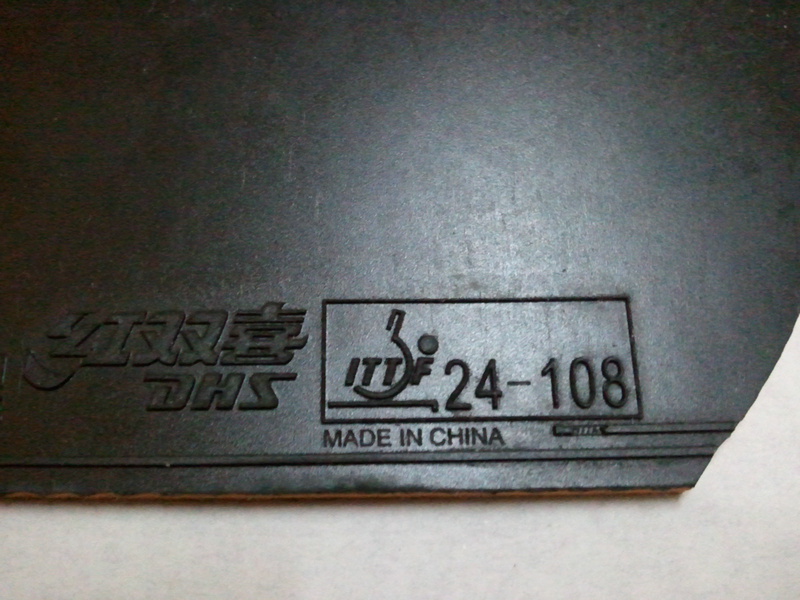 红双喜
DHS
ITTF 24-108
MADE IN CHINA